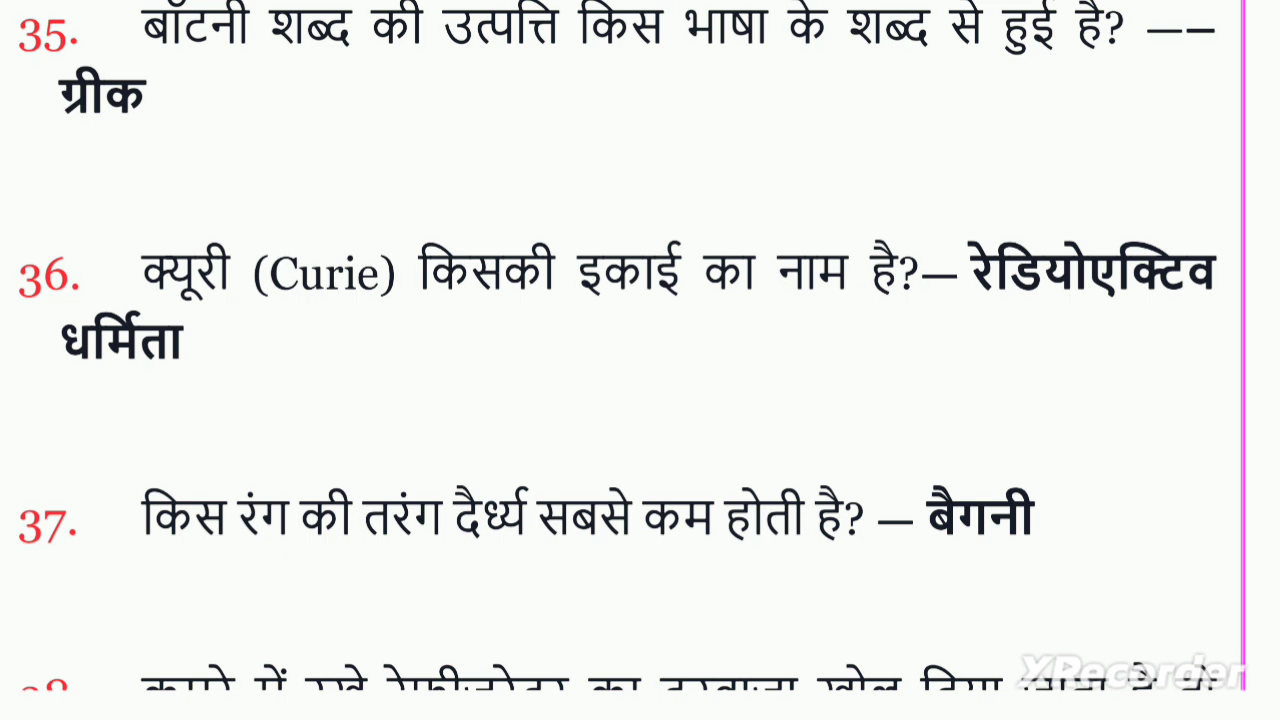 35. बॉटनी शब्द की उत्पत्ति किस भाषा के शब्द से हुई है? ––
ग्रीक
36. क्यूरी (Curie) किसकी इकाई का नाम है?– रेडियोएक्टिव
धर्मिता
37. किस रंग की तरंग दैर्ध्य सबसे कम होती है? – बैगनी
XRecorder